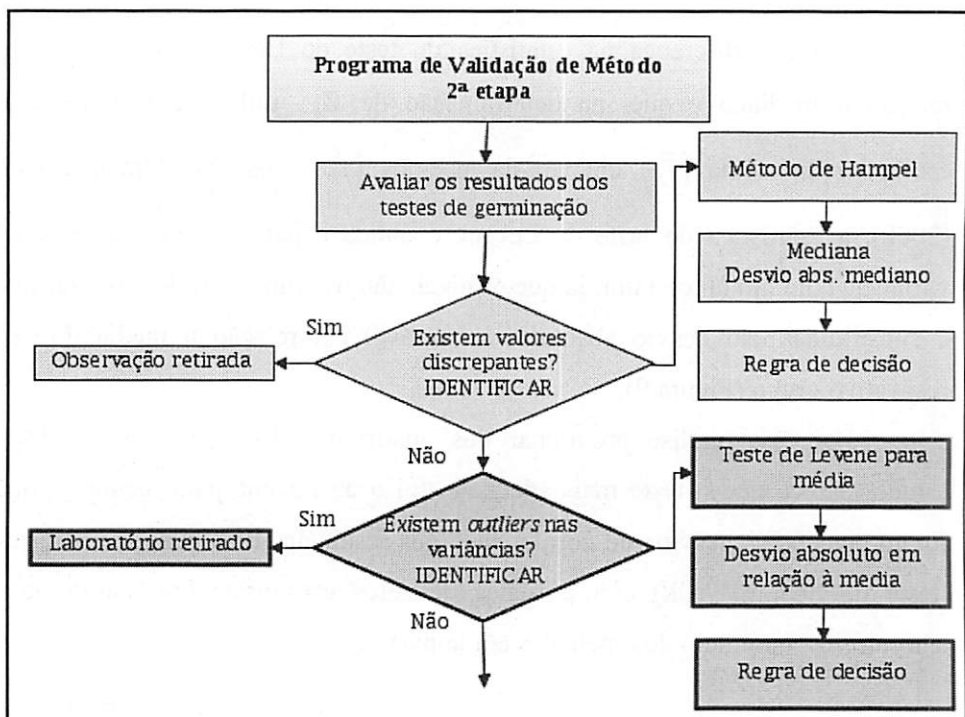 Programa de Validação de Método
2ª etapa
Avaliar os resultados dos
testes de germinação
Método de Hampel
Mediana
Desvio abs. mediano
Regra de decisão
Sim
Existem valores
discrepantes?
IDENTIFICAR
Observação retirada
Não
Teste de Levene para
média
Sim
Existem outliers nas
variâncias?
IDENTIFICAR
Laboratório retirado
Desvio absoluto em
relação à media
Não
Regra de decisão